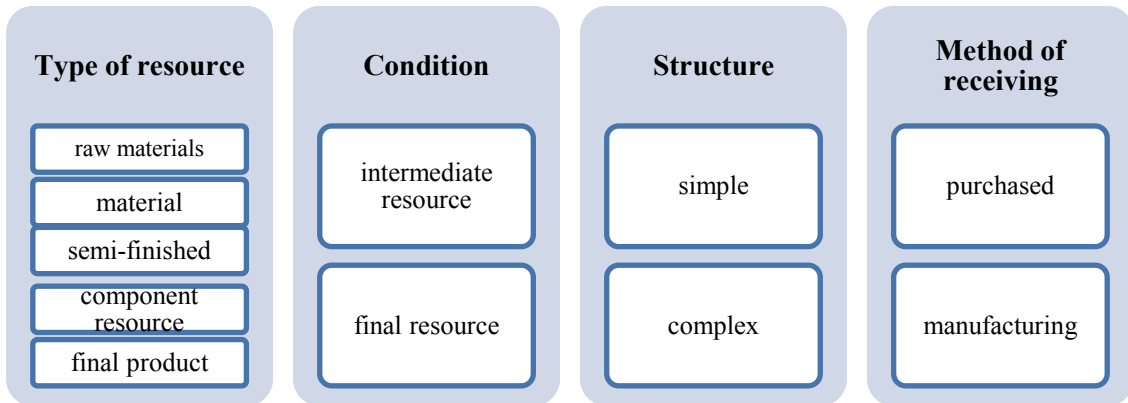 Type of resource
raw materials
material
semi-finished
component
resource
final product
Condition
intermediate
resource
final resource
Structure
simple
complex
Method of
receiving
purchased
manufacturing